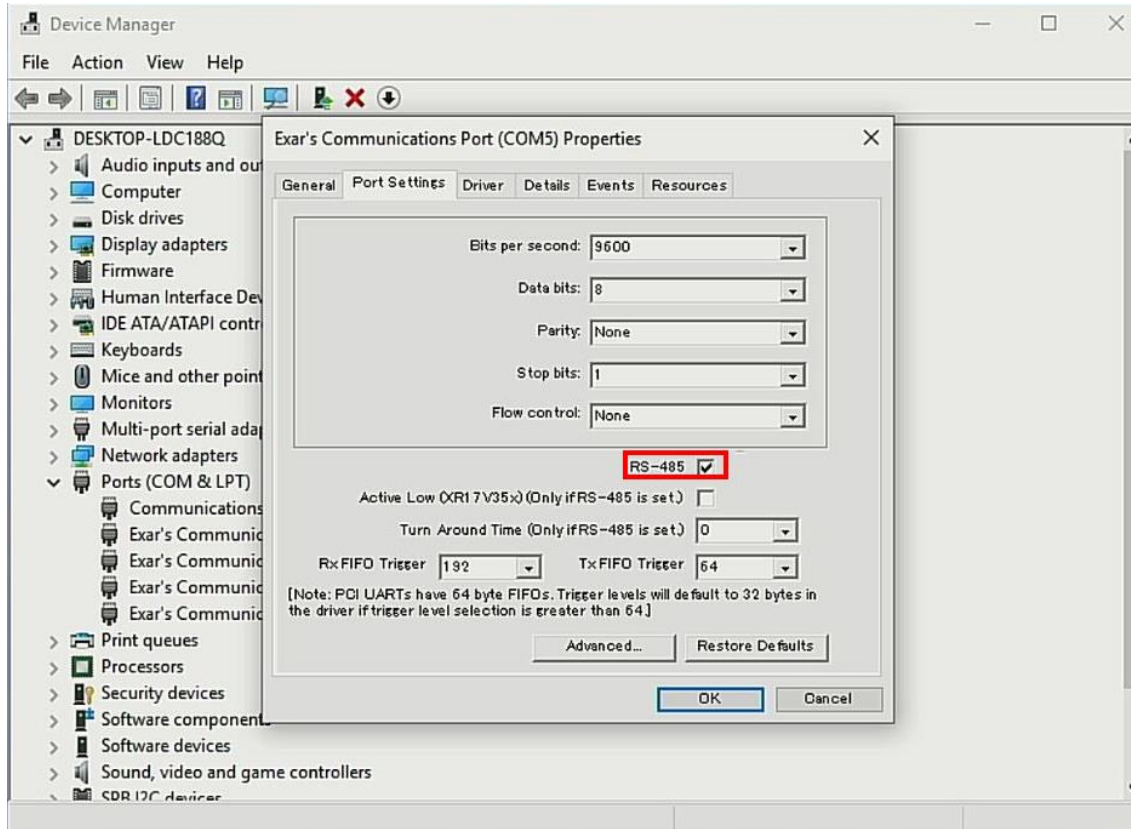 Device Manager
File Action View Help
DESKTOP-LDC188Q
Audio inputs and ou
Computer
Disk drives
Display adapters
Firmware
Human Interface Dev
IDE ATA/ATAPI contr
Keyboards
Mice and other point
Monitors
Multi-port serial adap
Network adapters
Ports (COM & LPT)
Communications
Exar's Communic
Exar's Communic
Exar's Communic
Exar's Communic
Print queues
Processors
Security devices
Software component
Software devices
Sound, video and game controllers
SPB I2C devices
Exar's Communications Port (COM5) Properties
General Port Settings Driver Details Events Resources
Bits per second: 9600
Data bits: 8
Parity: None
Stop bits: 1
Flow control: None
RS-485
Active Low (XR17V35x) (Only if RS-485 is set.)
Turn Around Time (Only if RS-485 is set.) 0
Rx FIFO Trigger 192 Tx FIFO Trigger 64
[Note: PCI UARTs have 64 byte FIFOs. Trigger levels will default to 32 bytes in
the driver if trigger level selection is greater than 64.]
Advanced... Restore Defaults
OK Cancel